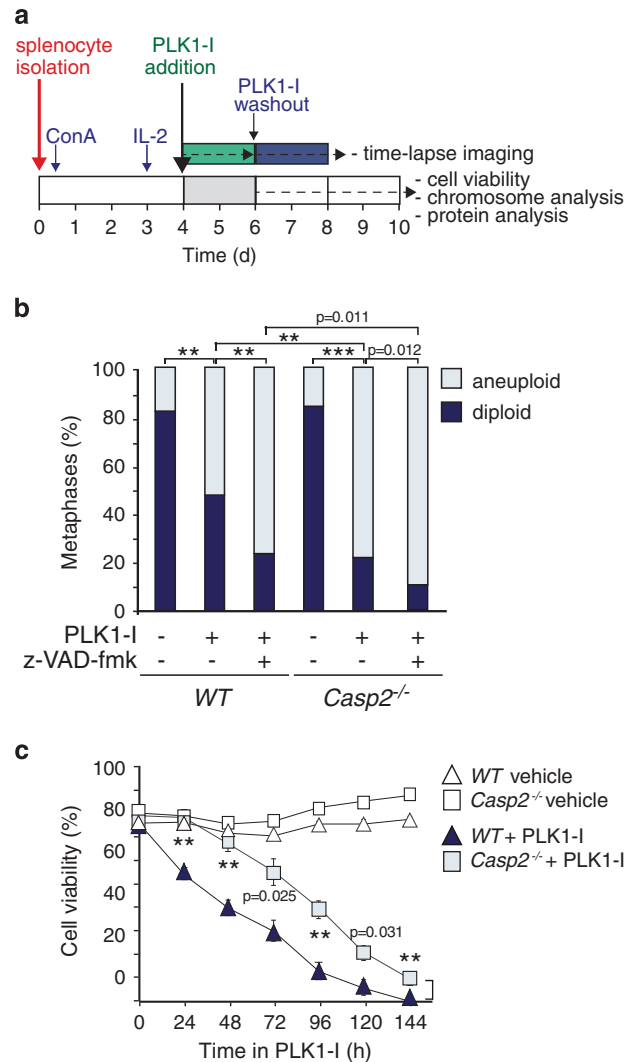 a
splenocyte
isolation
PLK1-I
addition
PLK1-I
washout
ConA
IL-2
- time-lapse imaging
- cell viability
- chromosome analysis
- protein analysis
0 1 2 3 4 5 6 7 8 9 10
Time (d)
b
p=0.011
**
** ** *** p=0.012
100
80
60
40
20
0
Metaphases (%)
aneuploid
diploid
PLK1-I - + + - + +
z-VAD-fmk - - + - - +
WT Casp2-/-
c
100
80
60
40
20
0
Cell viability (%)
**
**
p=0.025
**
p=0.031
**
0 24 48 72 96 120 144
Time in PLK1-I (h)
WT vehicle
Casp2-/- vehicle
WT + PLK1-I
Casp2-/- + PLK1-I